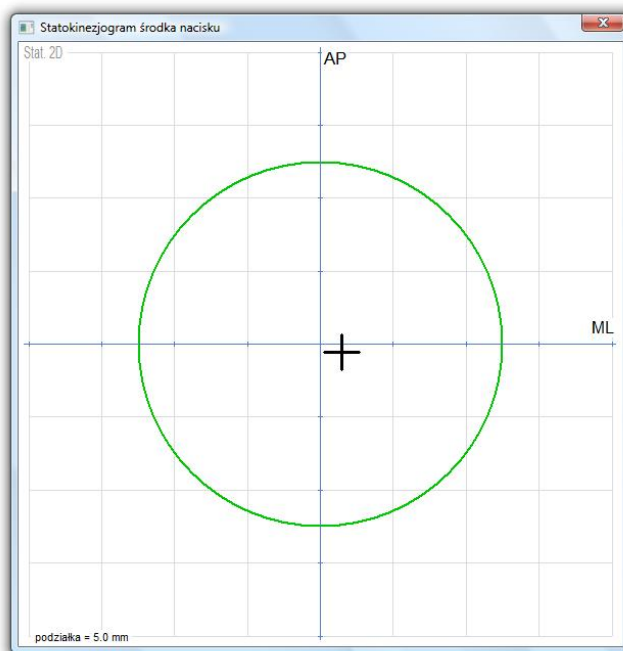 Statokinezjogram środka nacisku
Stat. 2D
AP
ML
podziałka = 5.0 mm